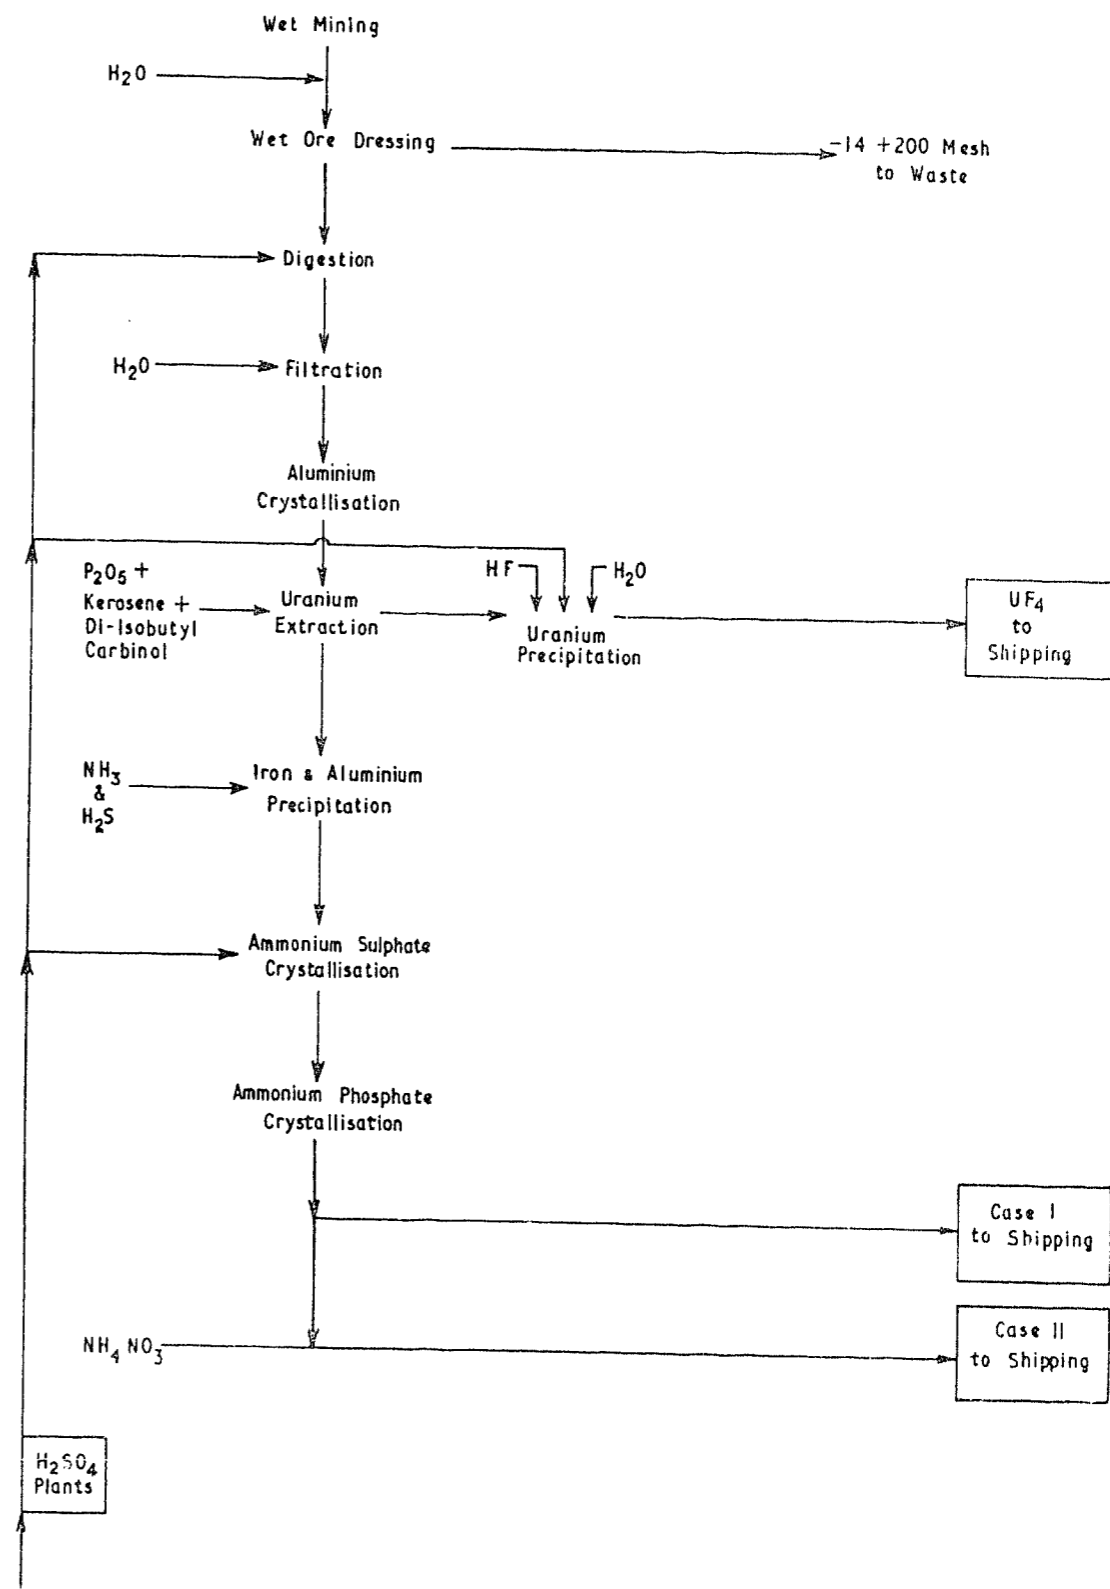 Wet Mining
H₂O
Wet Ore Dressing
-14 +200 Mesh
to Waste
Digestion
H₂O
Filtration
Aluminium
Crystallisation
P₂O₅ +
Kerosene +
Di-Isobutyl
Carbinol
Uranium
Extraction
HF
H₂O
Uranium
Precipitation
UF₄
to
Shipping
NH₃
&
H₂S
Iron & Aluminium
Precipitation
Ammonium Sulphate
Crystallisation
Ammonium Phosphate
Crystallisation
Case I
to Shipping
NH₄ NO₃
Case II
to Shipping
H₂SO₄
Plants